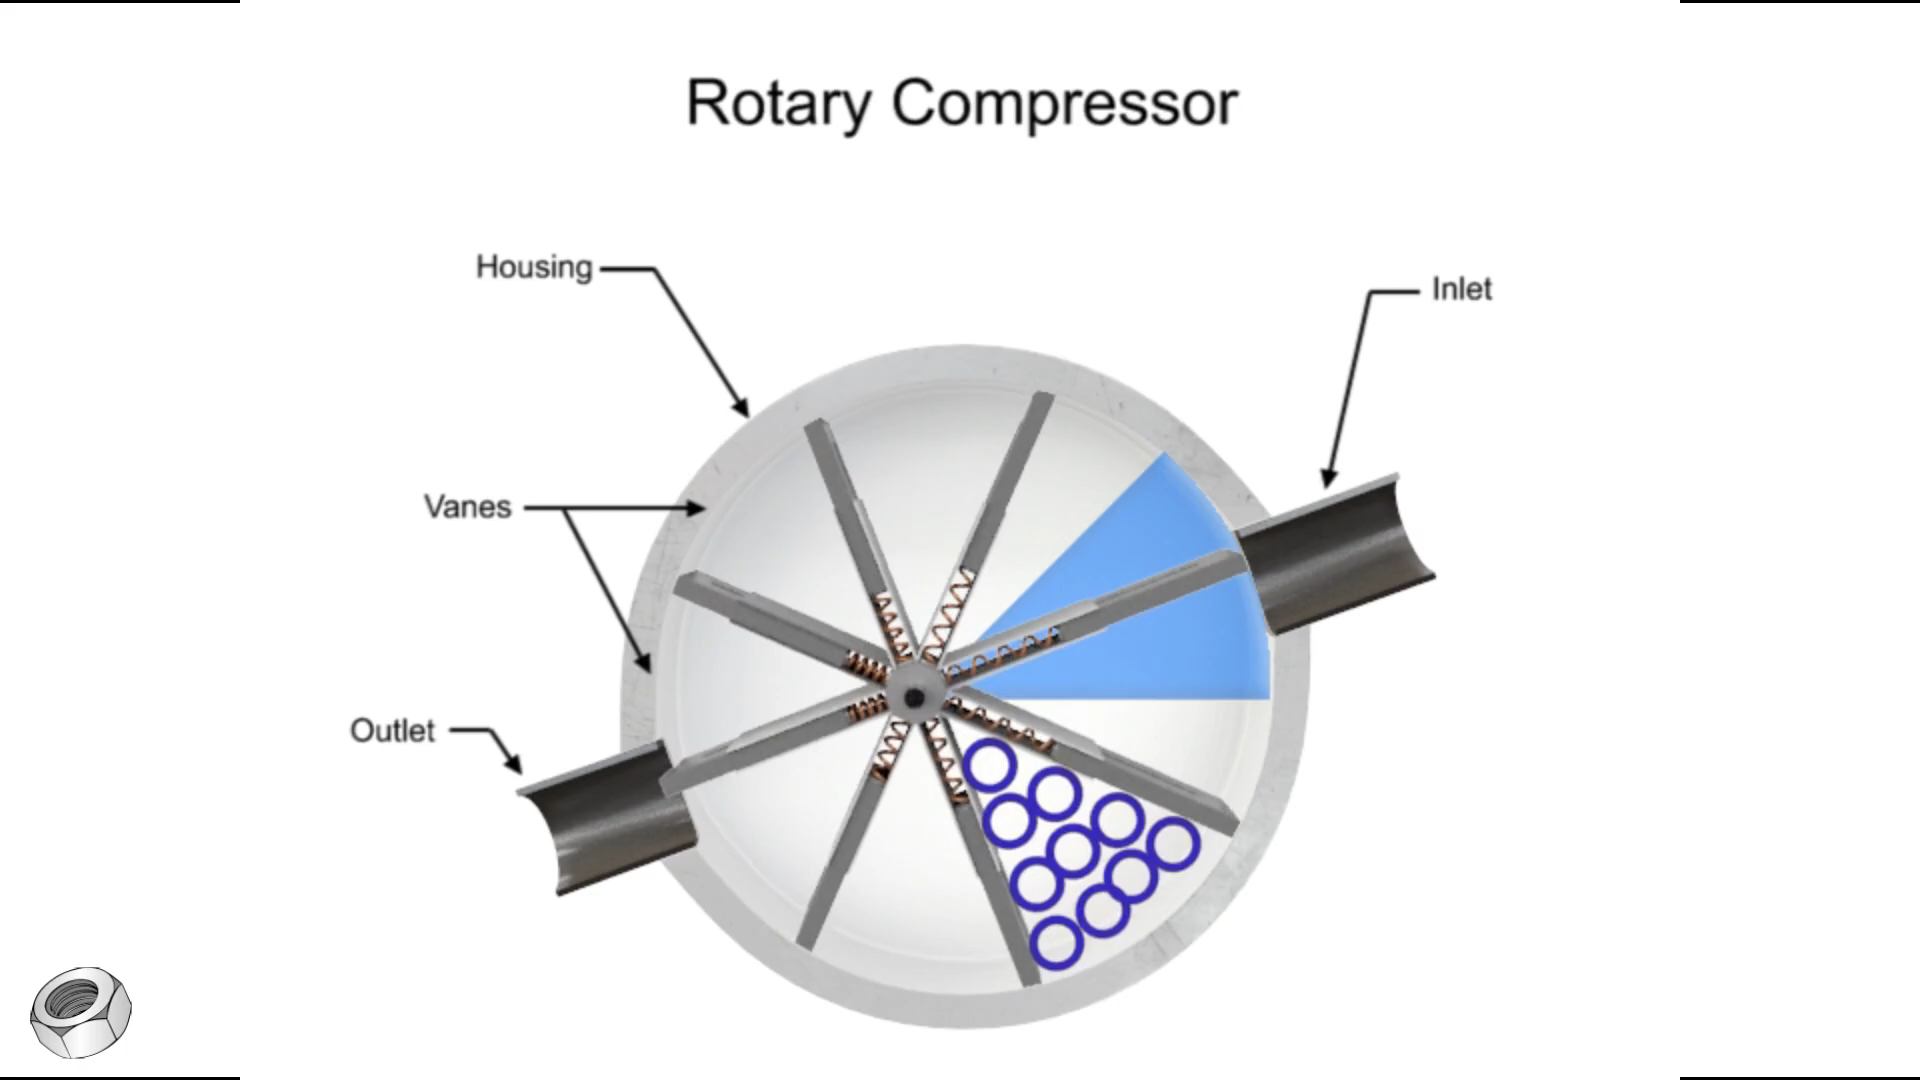 Rotary Compressor
Housing
Inlet
Vanes
Outlet